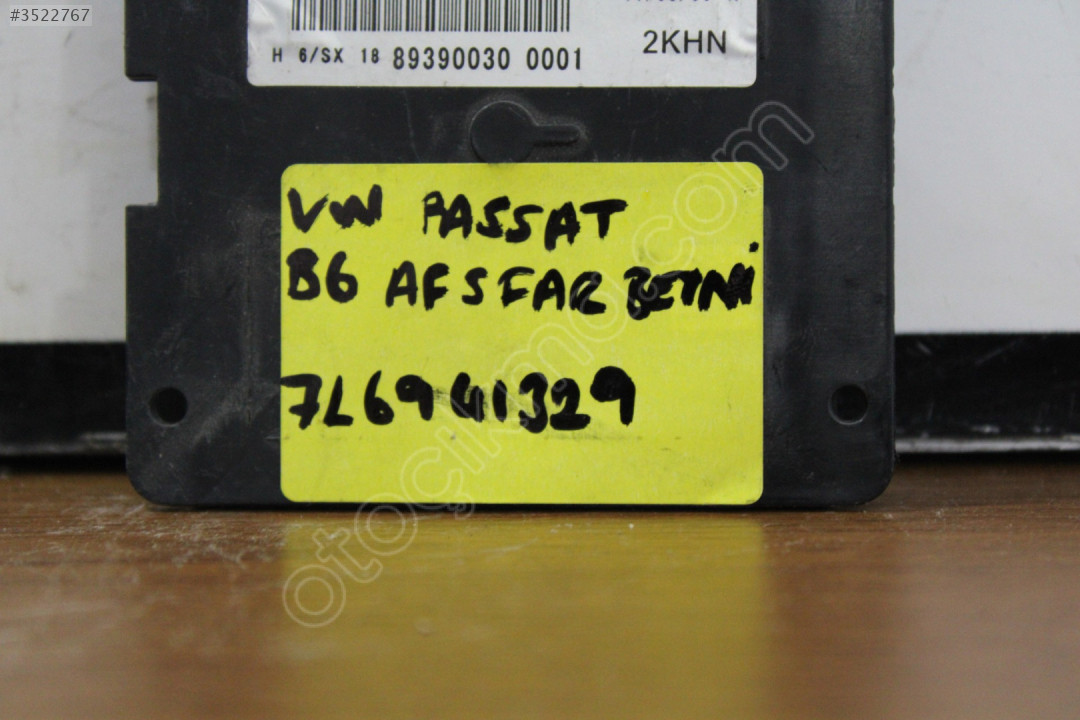 #3522767
2KHN
H 6/SX 18 89390030 0001
VW PASSAT
B6 AFS FAR BEYNİ
7L6941329
otoçıkma.com